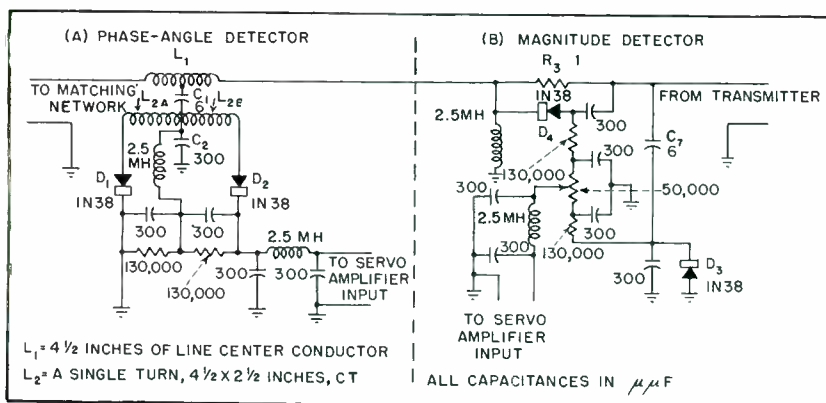 (A) PHASE-ANGLE DETECTOR
L1
TO MATCHING NETWORK
L2A
C1
6
L2B
C2
300
2.5 MH
D1
IN38
D2
IN38
300
300
130,000
130,000
2.5 MH
300
300
TO SERVO
AMPLIFIER
INPUT
L1 = 4 1/2 INCHES OF LINE CENTER CONDUCTOR
L2 = A SINGLE TURN, 4 1/2 X 2 1/2 INCHES, CT
(B) MAGNITUDE DETECTOR
R3 1
IN38
D4
FROM TRANSMITTER
2.5MH
300
C7
6
130,000
300
50,000
300
2.5MH
300
300
130,000
300
D3
IN38
TO SERVO
AMPLIFIER
INPUT
ALL CAPACITANCES IN μμF